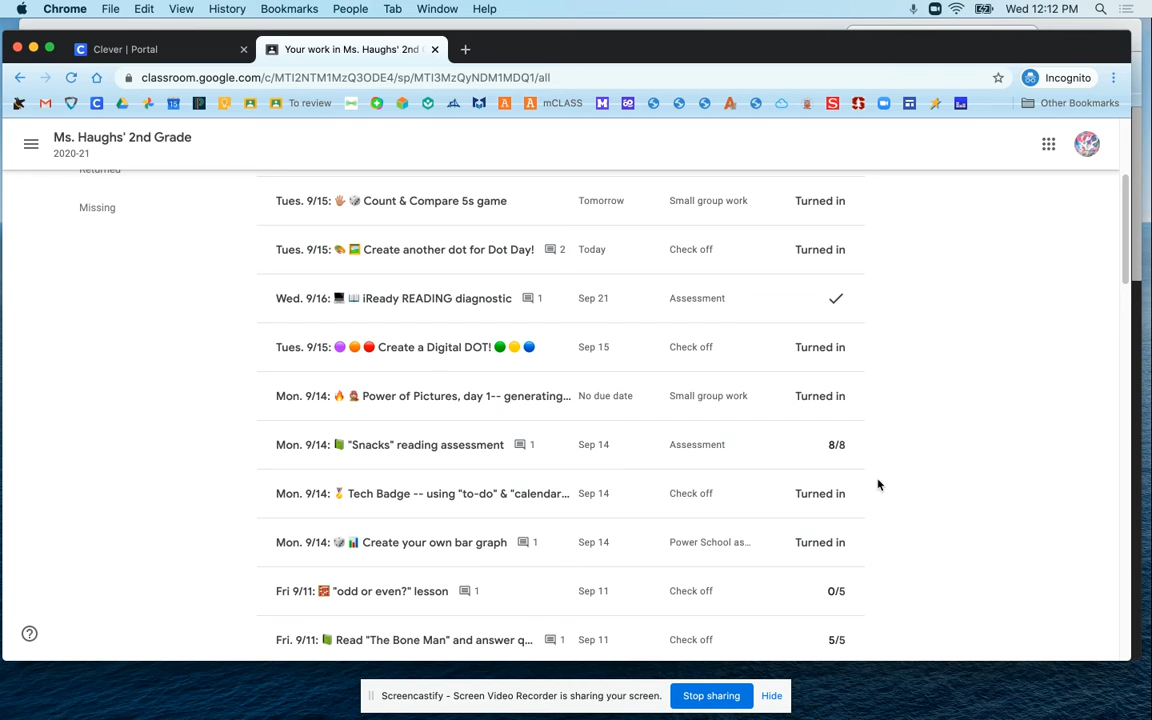 Chrome File Edit View History Bookmarks People Tab Window Help Wed 12:12 PM
Clever | Portal
Your work in Ms. Haughs' 2nd
classroom.google.com/c/MTI2NTM1MzQ3ODE4/sp/MTI3MzQyNDM1MDQ1/all
Incognito
To review
mCLASS
Other Bookmarks
Ms. Haughs' 2nd Grade
2020-21
Returned
Missing
Tues. 9/15: 🖐🏼 🎲 Count & Compare 5s game Tomorrow Small group work Turned in
Tues. 9/15: 🎨 🖼️ Create another dot for Dot Day! 2 Today Check off Turned in
Wed. 9/16: 💻 📖 iReady READING diagnostic 1 Sep 21 Assessment ✓
Tues. 9/15: 🟣 🟠 🔴 Create a Digital DOT! 🟢 🟡 🔵 Sep 15 Check off Turned in
Mon. 9/14: 🔥 Power of Pictures, day 1-- generating... No due date Small group work Turned in
Mon. 9/14: 📗 "Snacks" reading assessment 1 Sep 14 Assessment 8/8
Mon. 9/14: 🏅 Tech Badge -- using "to-do" & "calendar... Sep 14 Check off Turned in
Mon. 9/14: 🎲 📊 Create your own bar graph 1 Sep 14 Power School as... Turned in
Fri 9/11: 🧱 "odd or even?" lesson 1 Sep 11 Check off 0/5
Fri. 9/11: 📗 Read "The Bone Man" and answer q... 1 Sep 11 Check off 5/5
Screencastify - Screen Video Recorder is sharing your screen. Stop sharing Hide